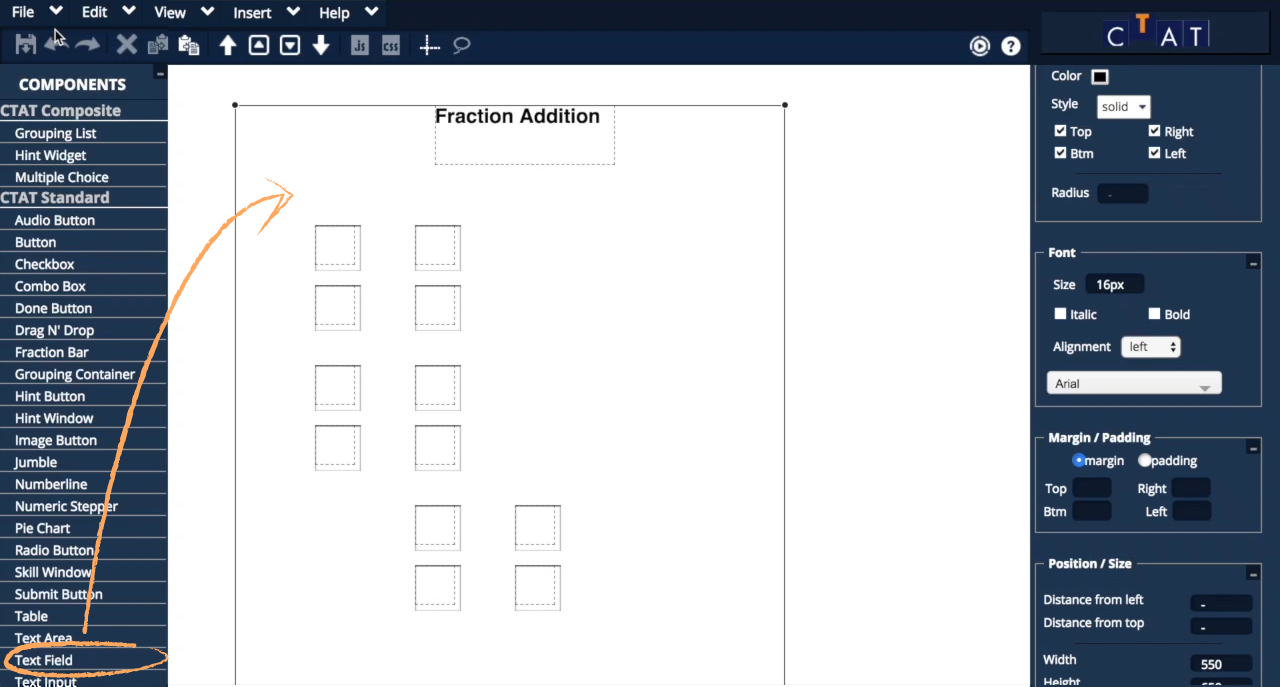 File Edit View Insert Help
CTAT
js css ?
COMPONENTS
CTAT Composite
Grouping List
Hint Widget
Multiple Choice
CTAT Standard
Audio Button
Button
Checkbox
Combo Box
Done Button
Drag N' Drop
Fraction Bar
Grouping Container
Hint Button
Hint Window
Image Button
Jumble
Numberline
Numeric Stepper
Pie Chart
Radio Button
Skill Window
Submit Button
Table
Text Area
Text Field
Text Input
Fraction Addition
Color
Style solid
Top Right
Btm Left
Radius -
Font
Size 16px
Italic Bold
Alignment left
Arial
Margin / Padding
margin padding
Top Right
Btm Left
Position / Size
Distance from left -
Distance from top -
Width 550
Height 650